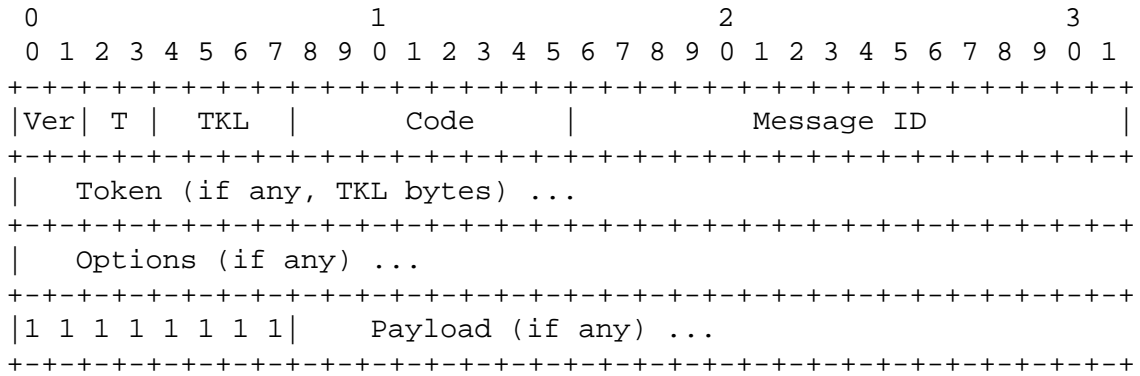 0                   1                   2                   3
 0 1 2 3 4 5 6 7 8 9 0 1 2 3 4 5 6 7 8 9 0 1 2 3 4 5 6 7 8 9 0 1
+-+-+-+-+-+-+-+-+-+-+-+-+-+-+-+-+-+-+-+-+-+-+-+-+-+-+-+-+-+-+-+-+
|Ver| T |  TKL  |      Code     |          Message ID           |
+-+-+-+-+-+-+-+-+-+-+-+-+-+-+-+-+-+-+-+-+-+-+-+-+-+-+-+-+-+-+-+-+
|   Token (if any, TKL bytes) ...
+-+-+-+-+-+-+-+-+-+-+-+-+-+-+-+-+-+-+-+-+-+-+-+-+-+-+-+-+-+-+-+-+
|   Options (if any) ...
+-+-+-+-+-+-+-+-+-+-+-+-+-+-+-+-+-+-+-+-+-+-+-+-+-+-+-+-+-+-+-+-+
|1 1 1 1 1 1 1 1|    Payload (if any) ...
+-+-+-+-+-+-+-+-+-+-+-+-+-+-+-+-+-+-+-+-+-+-+-+-+-+-+-+-+-+-+-+-+